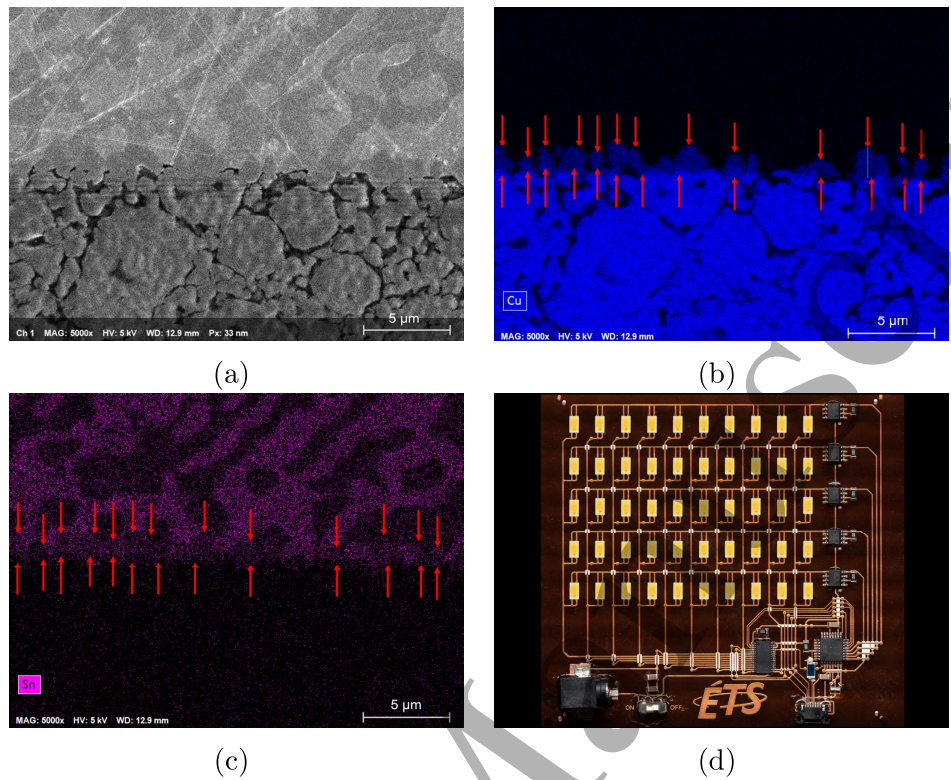 Ch 1 MAG: 5000x HV: 5 kV WD: 12.9 mm Px: 33 nm
5 µm
(a)
Cu
MAG: 5000x HV: 5 kV WD: 12.9 mm
5 µm
(b)
Sn
MAG: 5000x HV: 5 kV WD: 12.9 mm
5 µm
(c)
ON
OFF
ÉTS
(d)